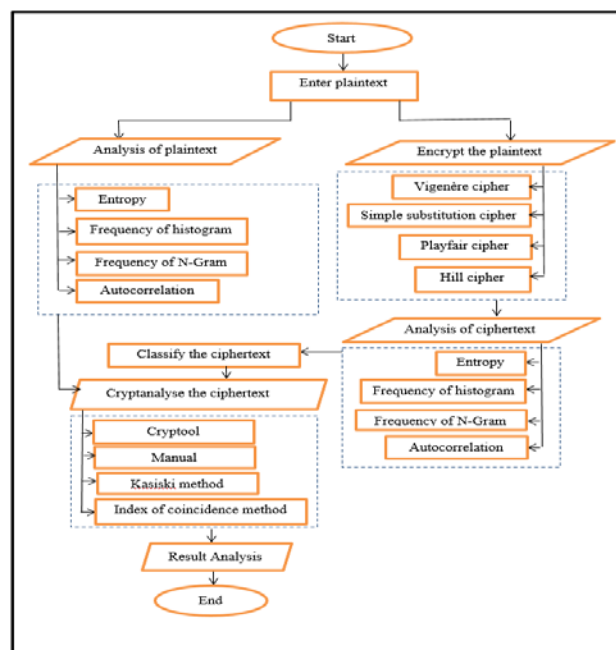 Start
Enter plaintext
Analysis of plaintext
Encrypt the plaintext
Entropy
Frequency of histogram
Frequency of N-Gram
Autocorrelation
Vigenère cipher
Simple substitution cipher
Playfair cipher
Hill cipher
Analysis of ciphertext
Entropy
Frequency of histogram
Frequency of N-Gram
Autocorrelation
Classify the ciphertext
Cryptanalyse the ciphertext
Cryptool
Manual
Kasiski method
Index of coincidence method
Result Analysis
End